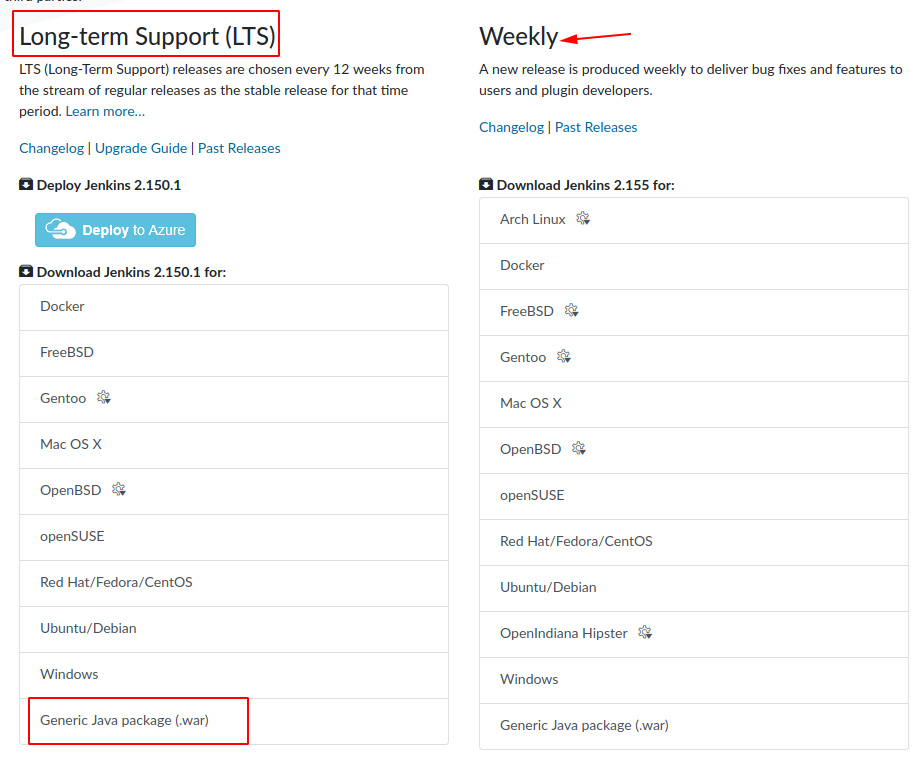 third parties.
Long-term Support (LTS)
LTS (Long-Term Support) releases are chosen every 12 weeks from
the stream of regular releases as the stable release for that time
period. Learn more...
Changelog | Upgrade Guide | Past Releases
Deploy Jenkins 2.150.1
Deploy to Azure
Download Jenkins 2.150.1 for:
Docker
FreeBSD
Gentoo
Mac OS X
OpenBSD
openSUSE
Red Hat/Fedora/CentOS
Ubuntu/Debian
Windows
Generic Java package (.war)
Weekly
A new release is produced weekly to deliver bug fixes and features to
users and plugin developers.
Changelog | Past Releases
Download Jenkins 2.155 for:
Arch Linux
Docker
FreeBSD
Gentoo
Mac OS X
OpenBSD
openSUSE
Red Hat/Fedora/CentOS
Ubuntu/Debian
OpenIndiana Hipster
Windows
Generic Java package (.war)